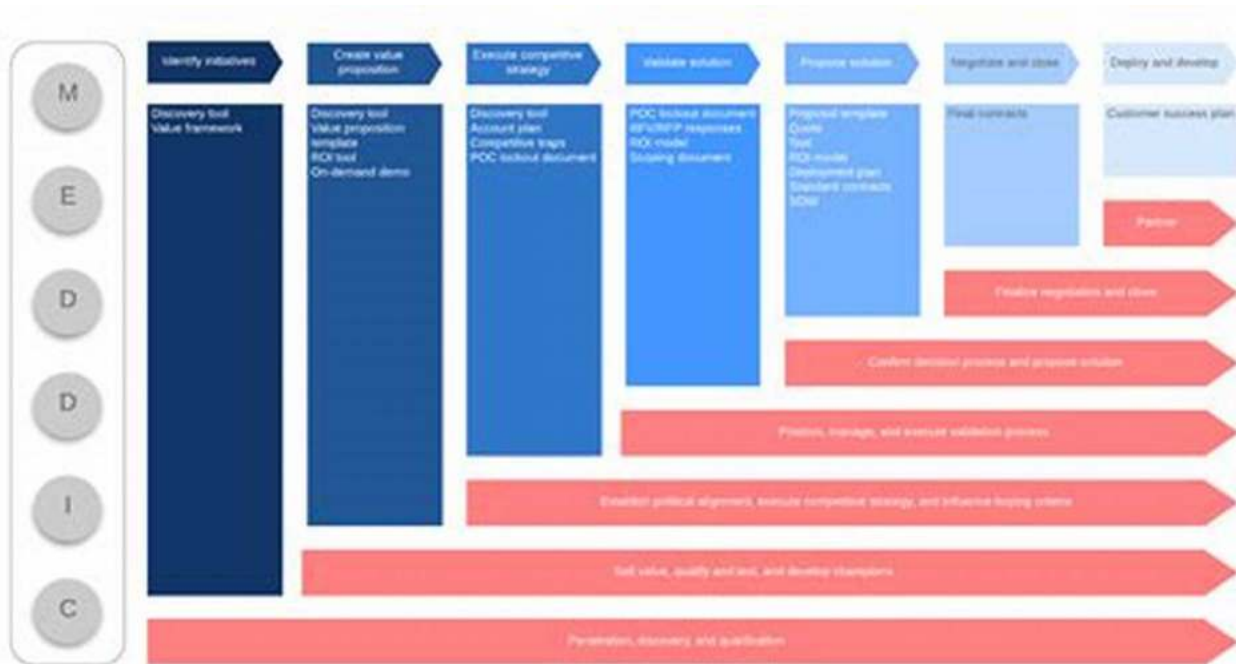 M
E
D
D
I
C
Identify initiatives
Create value
proposition
Execute competitive
strategy
Validate solution
Propose solution
Negotiate and close
Deploy and develop
Discovery tool
Value framework
Discovery tool
Value proposition
template
ROI tool
On-demand demo
Discovery tool
Account plan
Competitive traps
POC lockout document
POC lockout document
RFI/RFP responses
ROI model
Scoping document
Proposal template
Quote
ROI model
Deployment plan
Standard contracts
SOW
Final contracts
Customer success plan
Partner
Finalize negotiation and close
Confirm decision process and propose solution
Position, manage, and execute validation process
Establish political alignment, execute competitive strategy, and influence buying criteria
Sell value, qualify and test, and develop champions
Penetration, discovery, and qualification